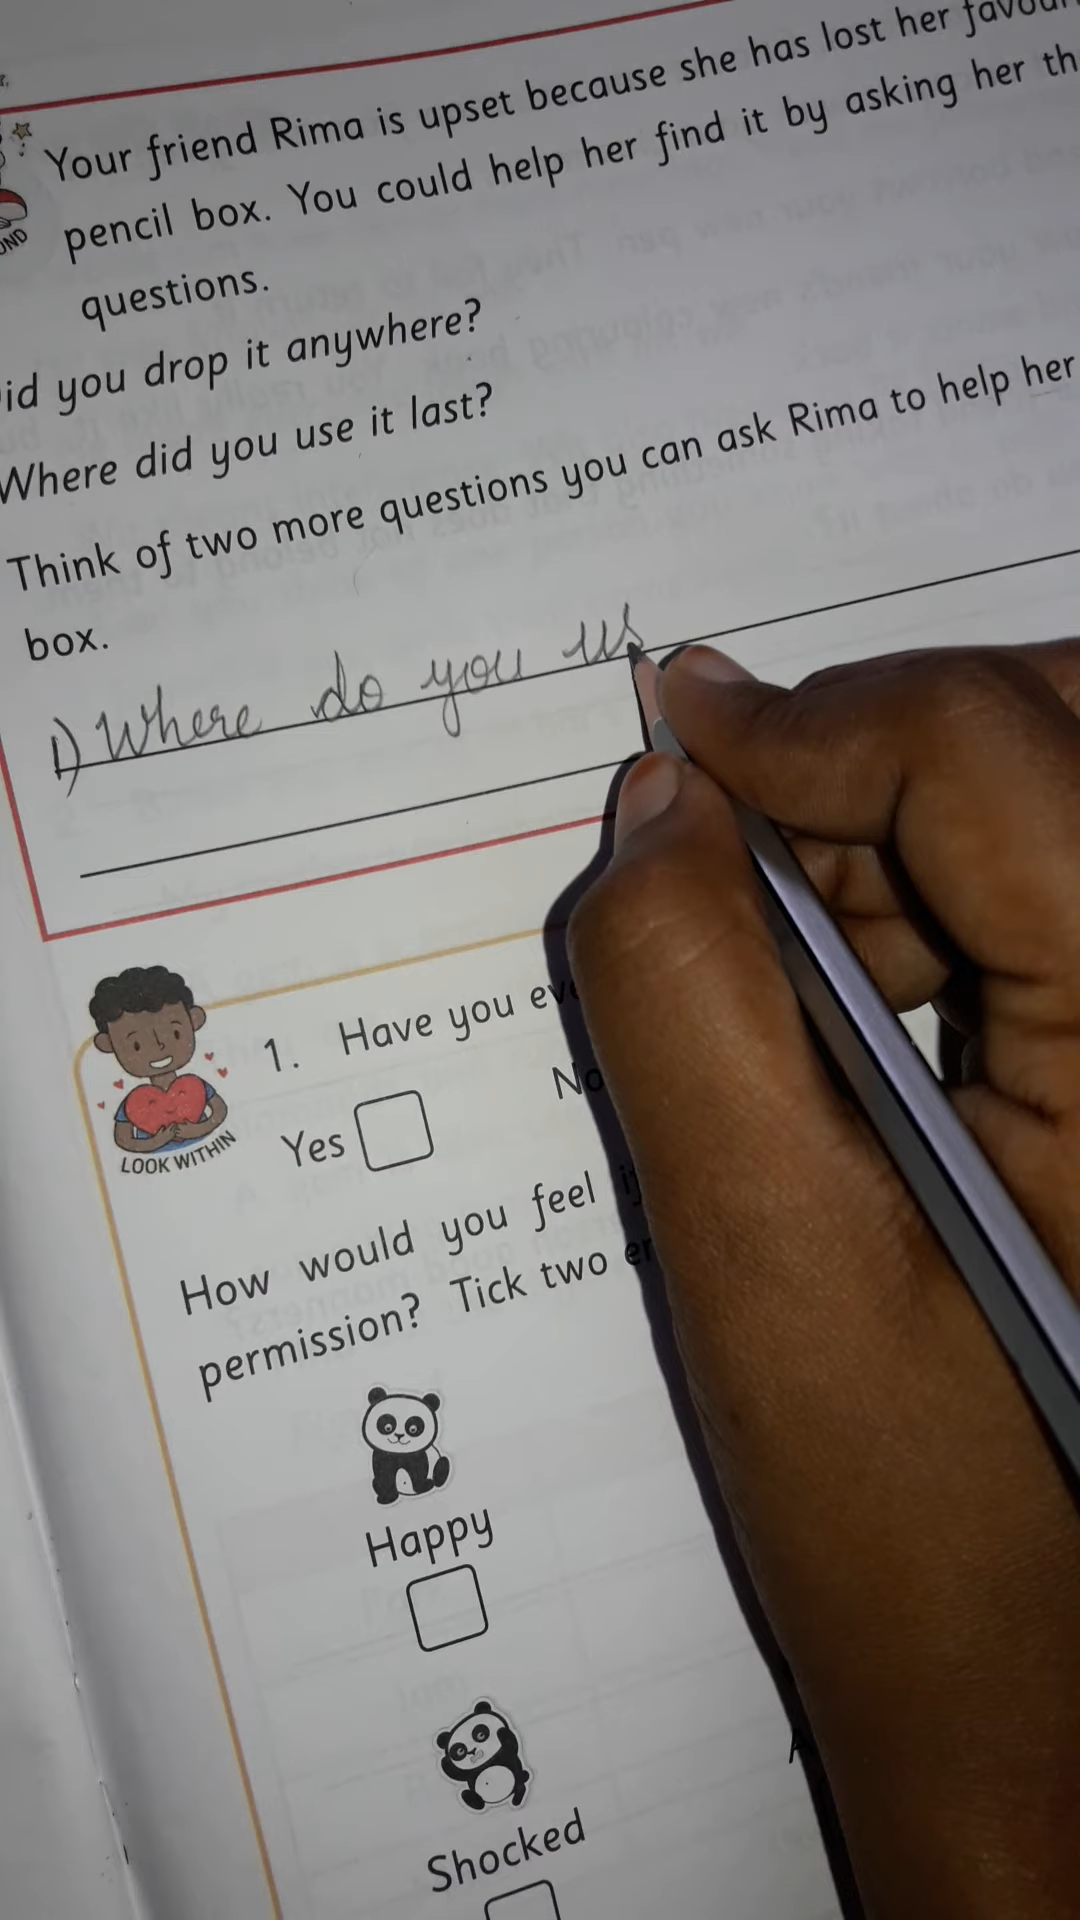 Your friend Rima is upset because she has lost her
pencil box. You could help her find it by asking her
questions.
id you drop it anywhere?
Where did you use it last?
Think of two more questions you can ask Rima to help her
box.
1) Where do you us
1. Have you
Yes
No
How would you feel
permission? Tick two
Happy
Shocked
LOOK WITHIN